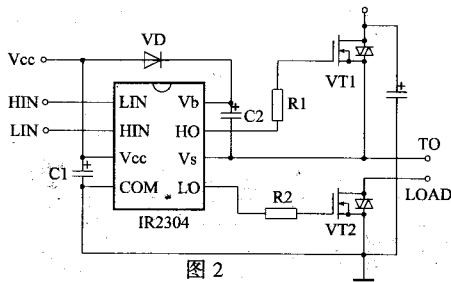 VD
Vcc
HIN
LIN
LIN
HIN
Vcc
COM
Vb
HO
Vs
LO
IR2304
C1
C2
R1
R2
VT1
VT2
TO
LOAD
图 2